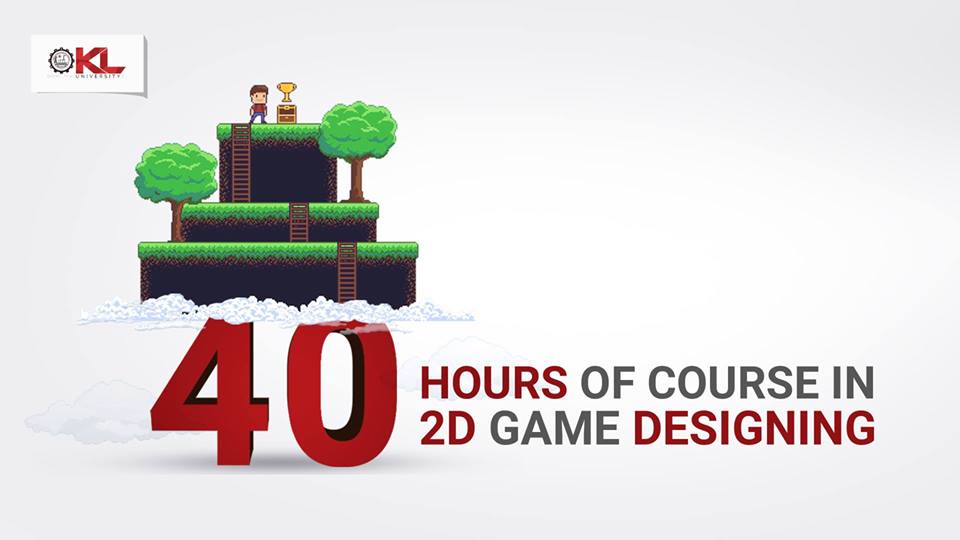 KL
UNIVERSITY
40
HOURS OF COURSE IN
2D GAME DESIGNING